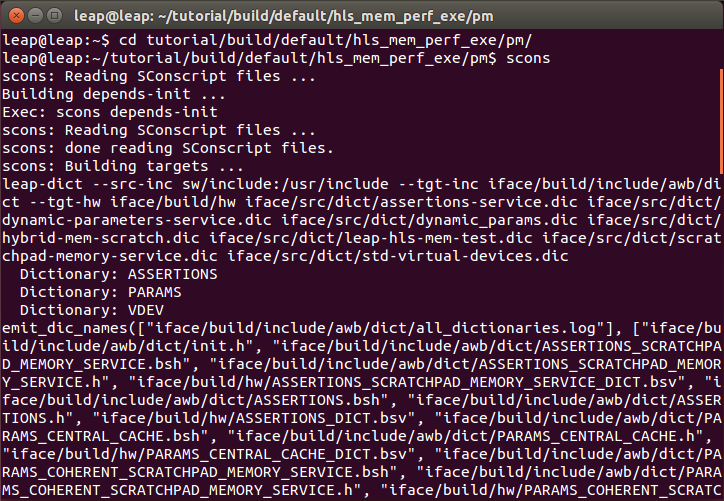 leap@leap: ~/tutorial/build/default/hls_mem_perf_exe/pm
leap@leap:~$ cd tutorial/build/default/hls_mem_perf_exe/pm/
leap@leap:~/tutorial/build/default/hls_mem_perf_exe/pm$ scons
scons: Reading SConscript files ...
Building depends-init ...
Exec: scons depends-init
scons: Reading SConscript files ...
scons: done reading SConscript files.
scons: Building targets ...
leap-dict --src-inc sw/include:/usr/include --tgt-inc iface/build/include/awb/di
ct --tgt-hw iface/build/hw iface/src/dict/assertions-service.dic iface/src/dict/
dynamic-parameters-service.dic iface/src/dict/dynamic_params.dic iface/src/dict/
hybrid-mem-scratch.dic iface/src/dict/leap-hls-mem-test.dic iface/src/dict/scrat
chpad-memory-service.dic iface/src/dict/std-virtual-devices.dic
  Dictionary: ASSERTIONS
  Dictionary: PARAMS
  Dictionary: VDEV
emit_dic_names(["iface/build/include/awb/dict/all_dictionaries.log"], ["iface/bu
ild/include/awb/dict/init.h", "iface/build/include/awb/dict/ASSERTIONS_SCRATCHPA
D_MEMORY_SERVICE.bsh", "iface/build/include/awb/dict/ASSERTIONS_SCRATCHPAD_MEMOR
Y_SERVICE.h", "iface/build/hw/ASSERTIONS_SCRATCHPAD_MEMORY_SERVICE_DICT.bsv", "i
face/build/include/awb/dict/ASSERTIONS.bsh", "iface/build/include/awb/dict/ASSER
TIONS.h", "iface/build/hw/ASSERTIONS_DICT.bsv", "iface/build/include/awb/dict/PA
RAMS_CENTRAL_CACHE.bsh", "iface/build/include/awb/dict/PARAMS_CENTRAL_CACHE.h",
"iface/build/hw/PARAMS_CENTRAL_CACHE_DICT.bsv", "iface/build/include/awb/dict/PA
RAMS_COHERENT_SCRATCHPAD_MEMORY_SERVICE.bsh", "iface/build/include/awb/dict/PARA
MS_COHERENT_SCRATCHPAD_MEMORY_SERVICE.h", "iface/build/hw/PARAMS_COHERENT_SCRATC